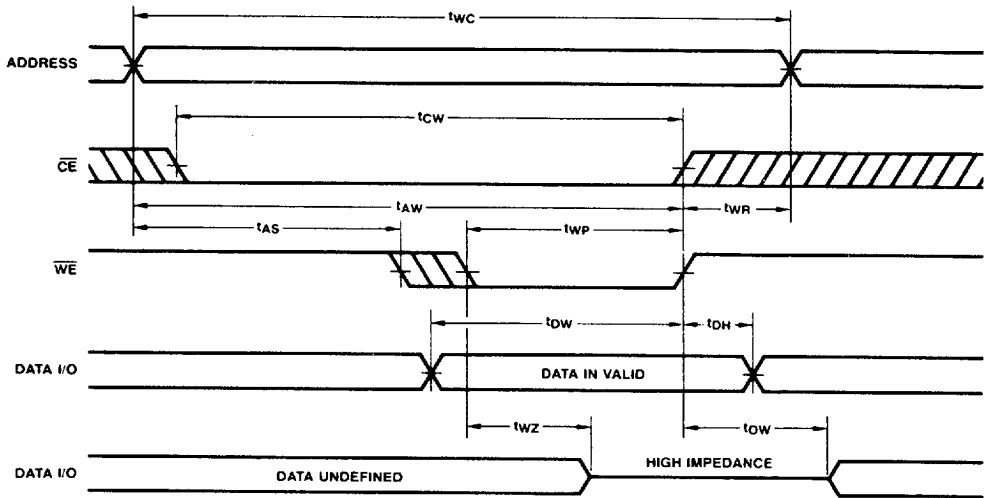 tWC
ADDRESS
tCW
CE
tAW
tWR
tAS
tWP
WE
tDW
tDH
DATA I/O
DATA IN VALID
tWZ
tOW
HIGH IMPEDANCE
DATA I/O
DATA UNDEFINED